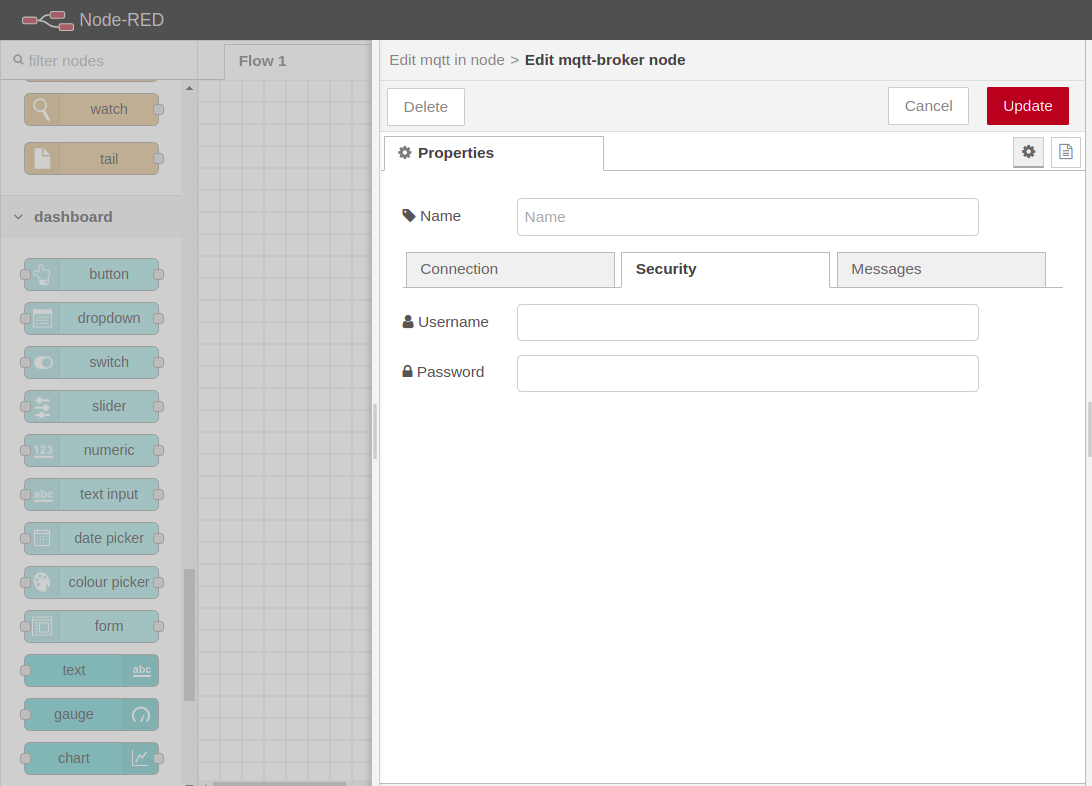 Node-RED
filter nodes
Flow 1
watch
tail
dashboard
button
dropdown
switch
slider
123 numeric
abc text input
date picker
colour picker
form
text abc
gauge
chart
Edit mqtt in node > Edit mqtt-broker node
Delete
Cancel
Update
Properties
Name
Name
Connection
Security
Messages
Username
Password